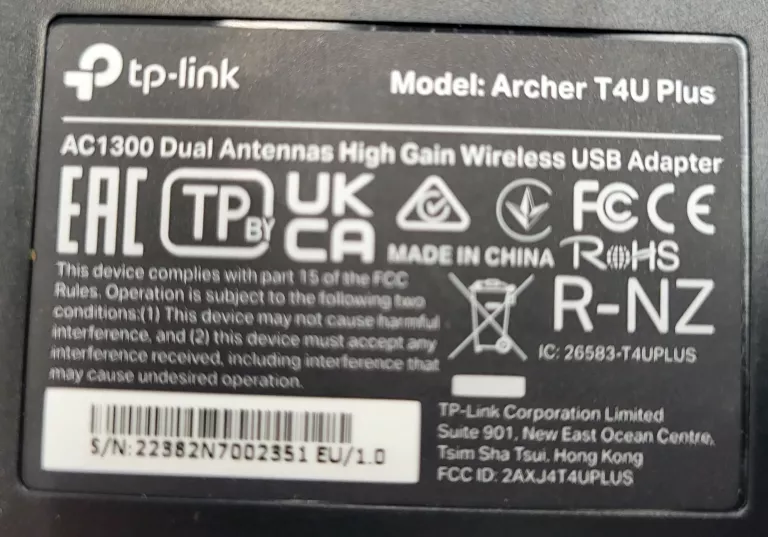 tp-link
Model: Archer T4U Plus
AC1300 Dual Antennas High Gain Wireless USB Adapter
EAC TP BY UK CA FC CE
MADE IN CHINA RoHS
This device complies with part 15 of the FCC
Rules. Operation is subject to the following two
conditions:(1) This device may not cause harmful
interference, and (2) this device must accept any
interference received, including interference that
may cause undesired operation.
R-NZ
IC: 26583-T4UPLUS
S/N: 22382N7002351 EU/1.0
TP-Link Corporation Limited
Suite 901, New East Ocean Centre,
Tsim Sha Tsui, Hong Kong
FCC ID: 2AXJ4T4UPLUS